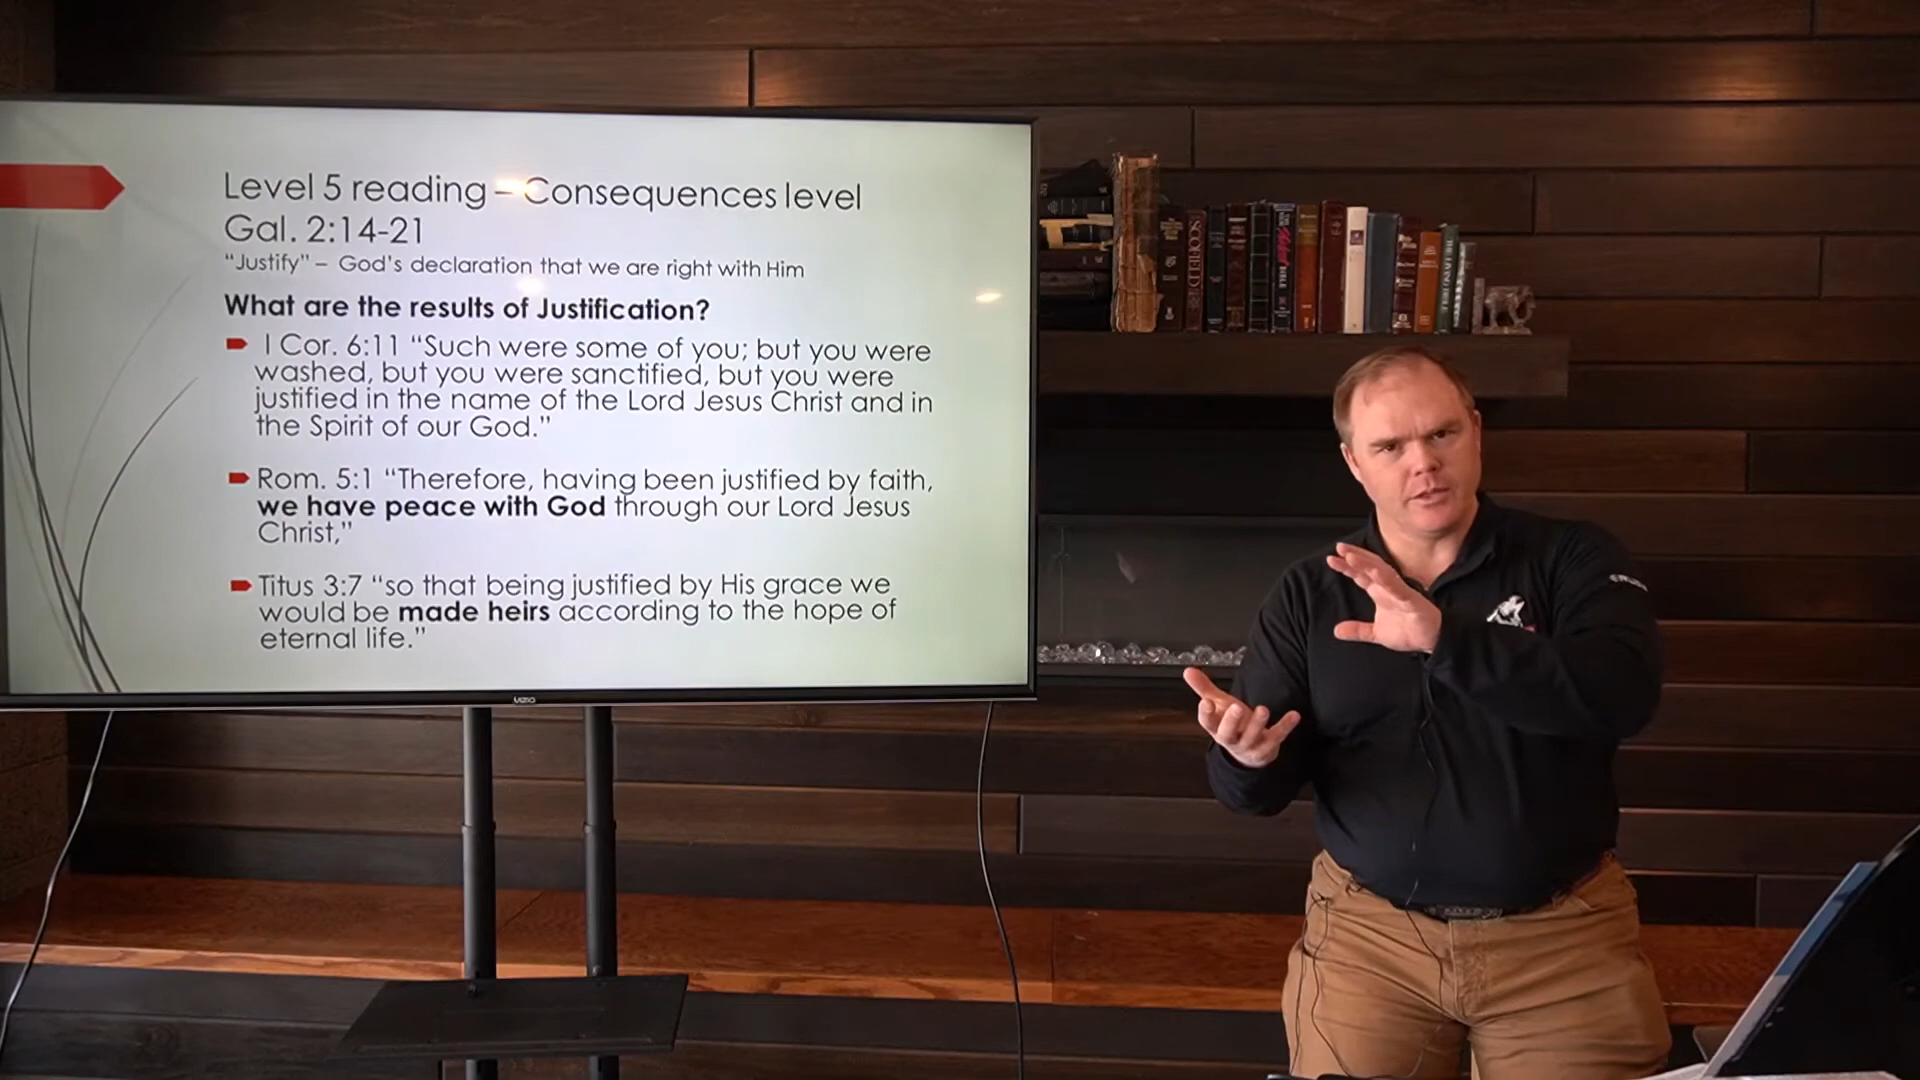 Level 5 reading – Consequences level
Gal. 2:14-21
“Justify” – God’s declaration that we are right with Him
What are the results of Justification?
I Cor. 6:11 “Such were some of you; but you were
washed, but you were sanctified, but you were
justified in the name of the Lord Jesus Christ and in
the Spirit of our God.”
Rom. 5:1 “Therefore, having been justified by faith,
we have peace with God through our Lord Jesus
Christ,”
Titus 3:7 “so that being justified by His grace we
would be made heirs according to the hope of
eternal life.”
VIZIO
SCOFIELD